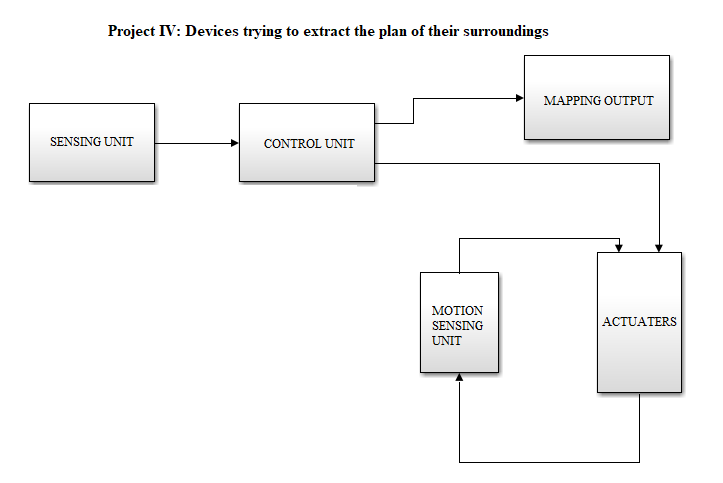 Project IV: Devices trying to extract the plan of their surroundings
MAPPING OUTPUT
SENSING UNIT
CONTROL UNIT
MOTION
SENSING
UNIT
ACTUATERS